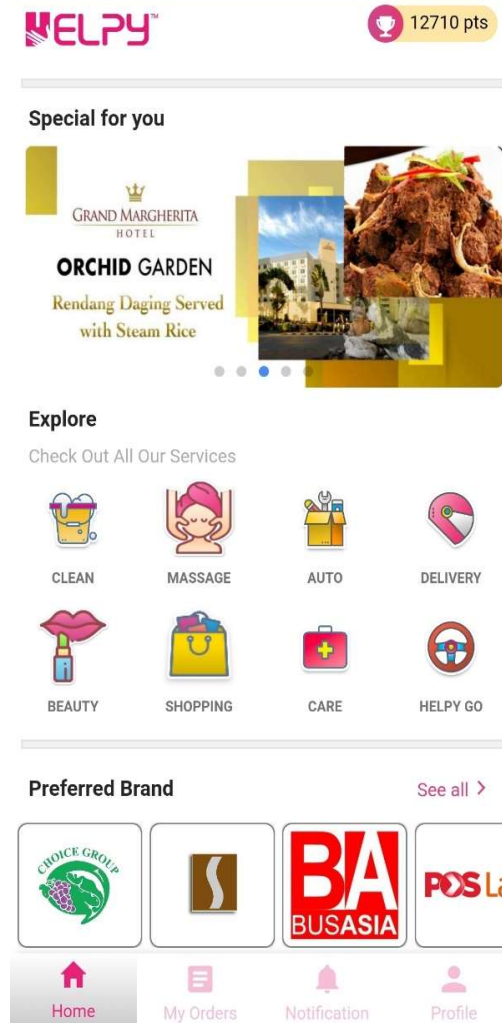 HELPY™
12710 pts
Special for you
GRAND MARGHERITA
HOTEL
ORCHID GARDEN
Rendang Daging Served
with Steam Rice
Explore
Check Out All Our Services
CLEAN
MASSAGE
AUTO
DELIVERY
BEAUTY
SHOPPING
CARE
HELPY GO
Preferred Brand
See all >
CHOICE GROUP
S
BA
BUSASIA
POS La
Home
My Orders
Notification
Profile